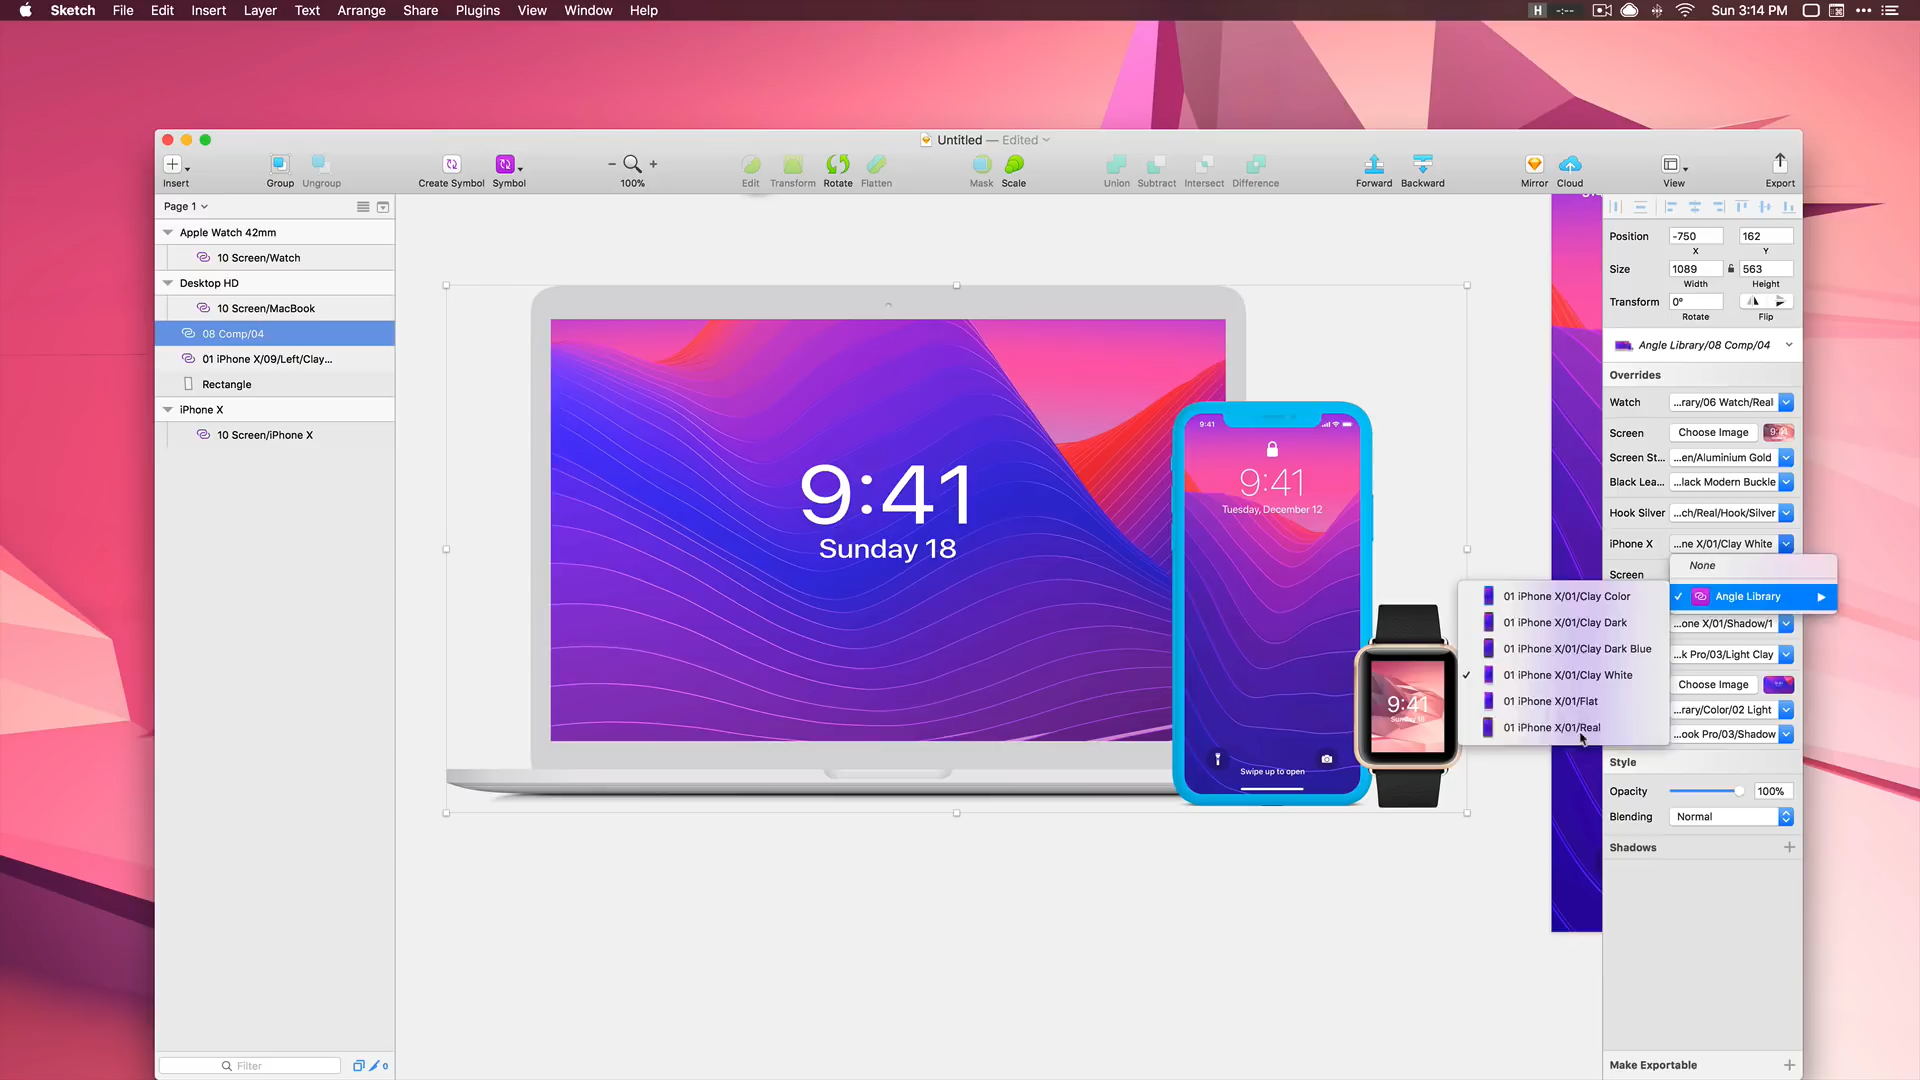 Sketch File Edit Insert Layer Text Arrange Share Plugins View Window Help
H -:-- Sun 3:14 PM
Untitled — Edited
Insert Group Ungroup Create Symbol Symbol 100% Edit Transform Rotate Flatten Mask Scale Union Subtract Intersect Difference Forward Backward Mirror Cloud View Export
Page 1
Apple Watch 42mm
10 Screen/Watch
Desktop HD
10 Screen/MacBook
08 Comp/04
01 iPhone X/09/Left/Clay...
Rectangle
iPhone X
10 Screen/iPhone X
Filter
0
9:41
Sunday 18
9:41
9:41
Tuesday, December 12
Swipe up to open
9:41
Sunday 18
01 iPhone X/01/Clay Color
01 iPhone X/01/Clay Dark
01 iPhone X/01/Clay Dark Blue
01 iPhone X/01/Clay White
01 iPhone X/01/Flat
01 iPhone X/01/Real
Position -750 162
X Y
Size 1089 563
Width Height
Transform 0°
Rotate Flip
Angle Library/08 Comp/04
Overrides
Watch ...rary/06 Watch/Real
Screen Choose Image 9:41
Screen St... ...en/Aluminium Gold
Black Lea... ...lack Modern Buckle
Hook Silver ...ch/Real/Hook/Silver
iPhone X ...ne X/01/Clay White
None
Screen
Angle Library
...one X/01/Shadow/1
...k Pro/03/Light Clay
Choose Image
...rary/Color/02 Light
...ook Pro/03/Shadow
Style
Opacity 100%
Blending Normal
Shadows
Make Exportable